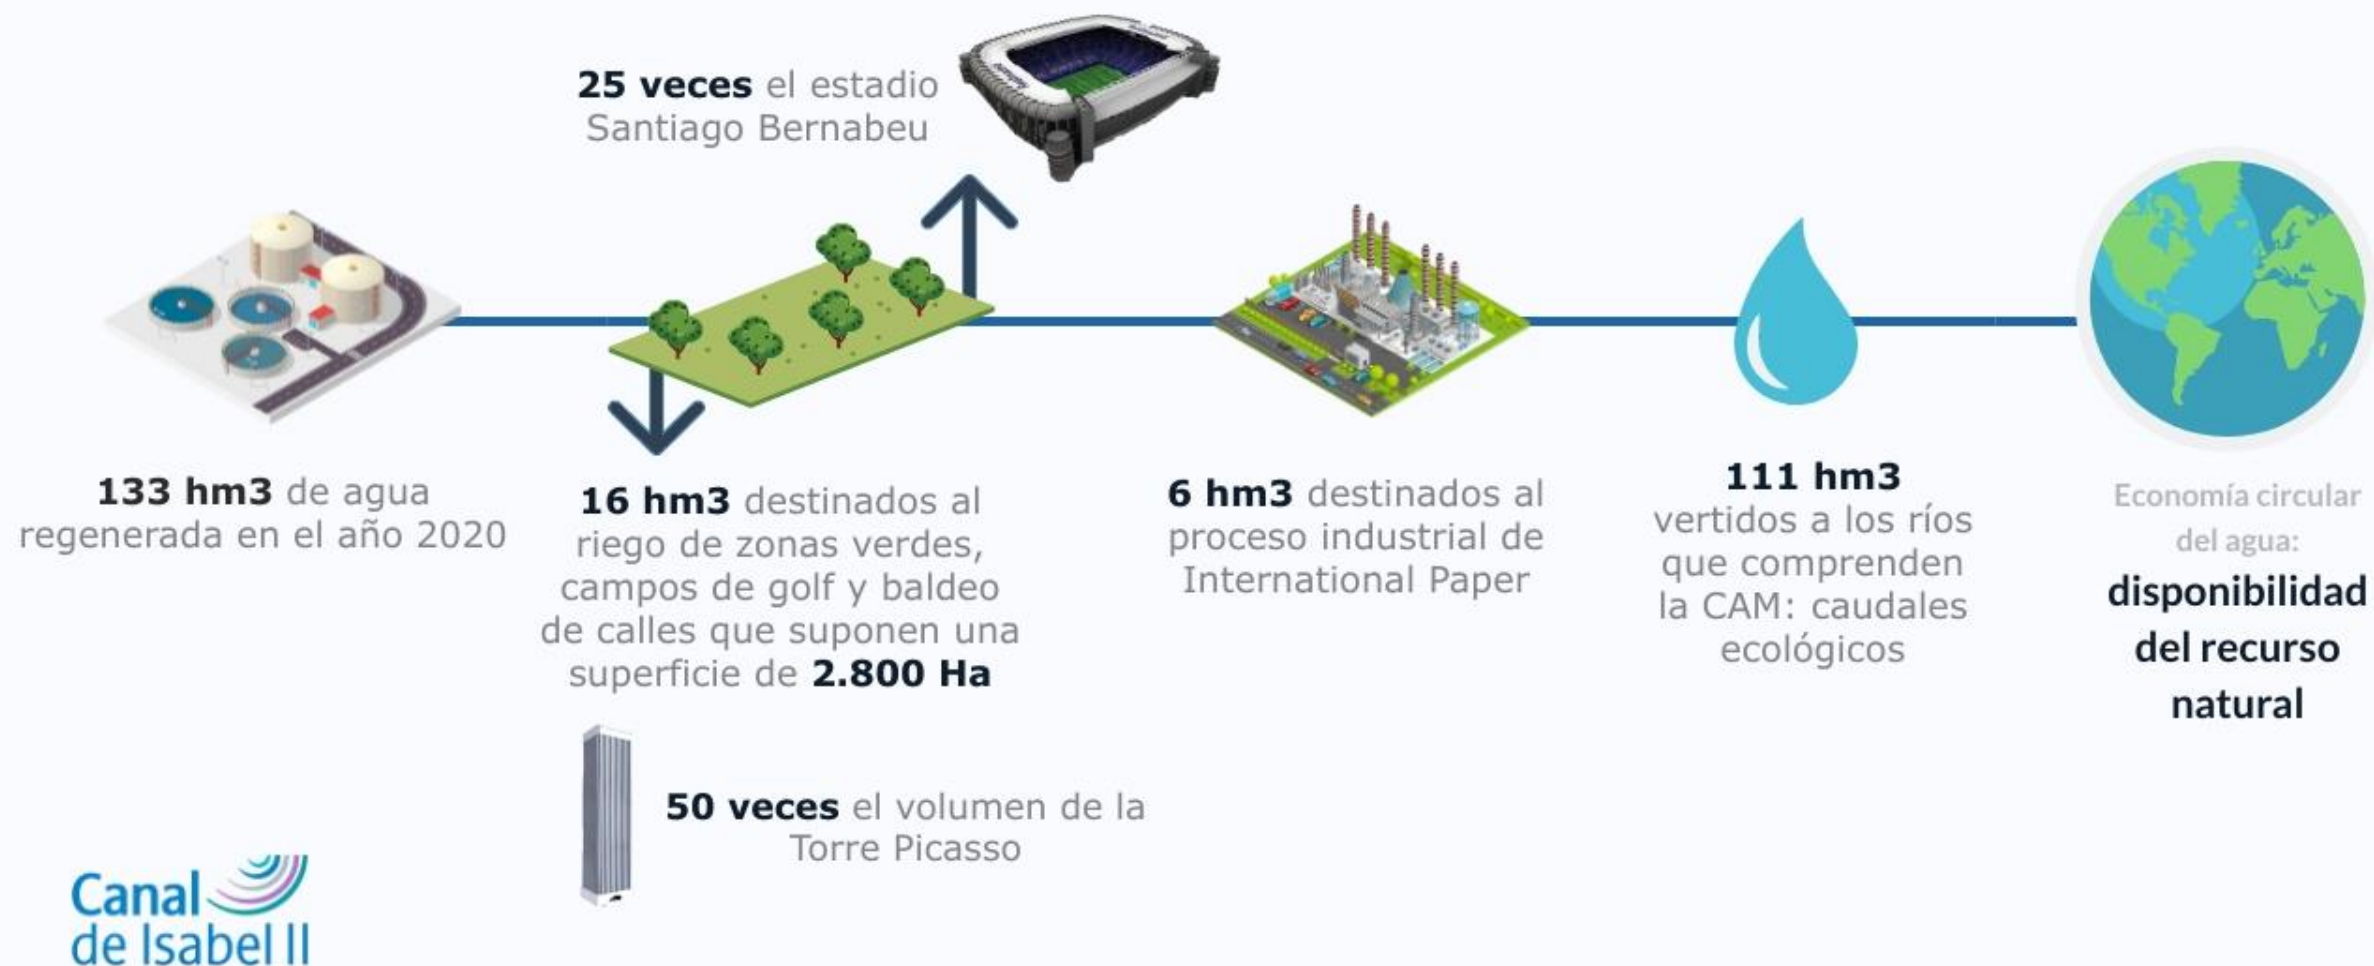 25 veces el estadio
Santiago Bernabeu
133 hm3 de agua
regenerada en el año 2020
16 hm3 destinados al
riego de zonas verdes,
campos de golf y baldeo
de calles que suponen una
superficie de 2.800 Ha
50 veces el volumen de la
Torre Picasso
6 hm3 destinados al
proceso industrial de
International Paper
111 hm3
vertidos a los ríos
que comprenden
la CAM: caudales
ecológicos
Economía circular
del agua:
disponibilidad
del recurso
natural
Canal
de Isabel II